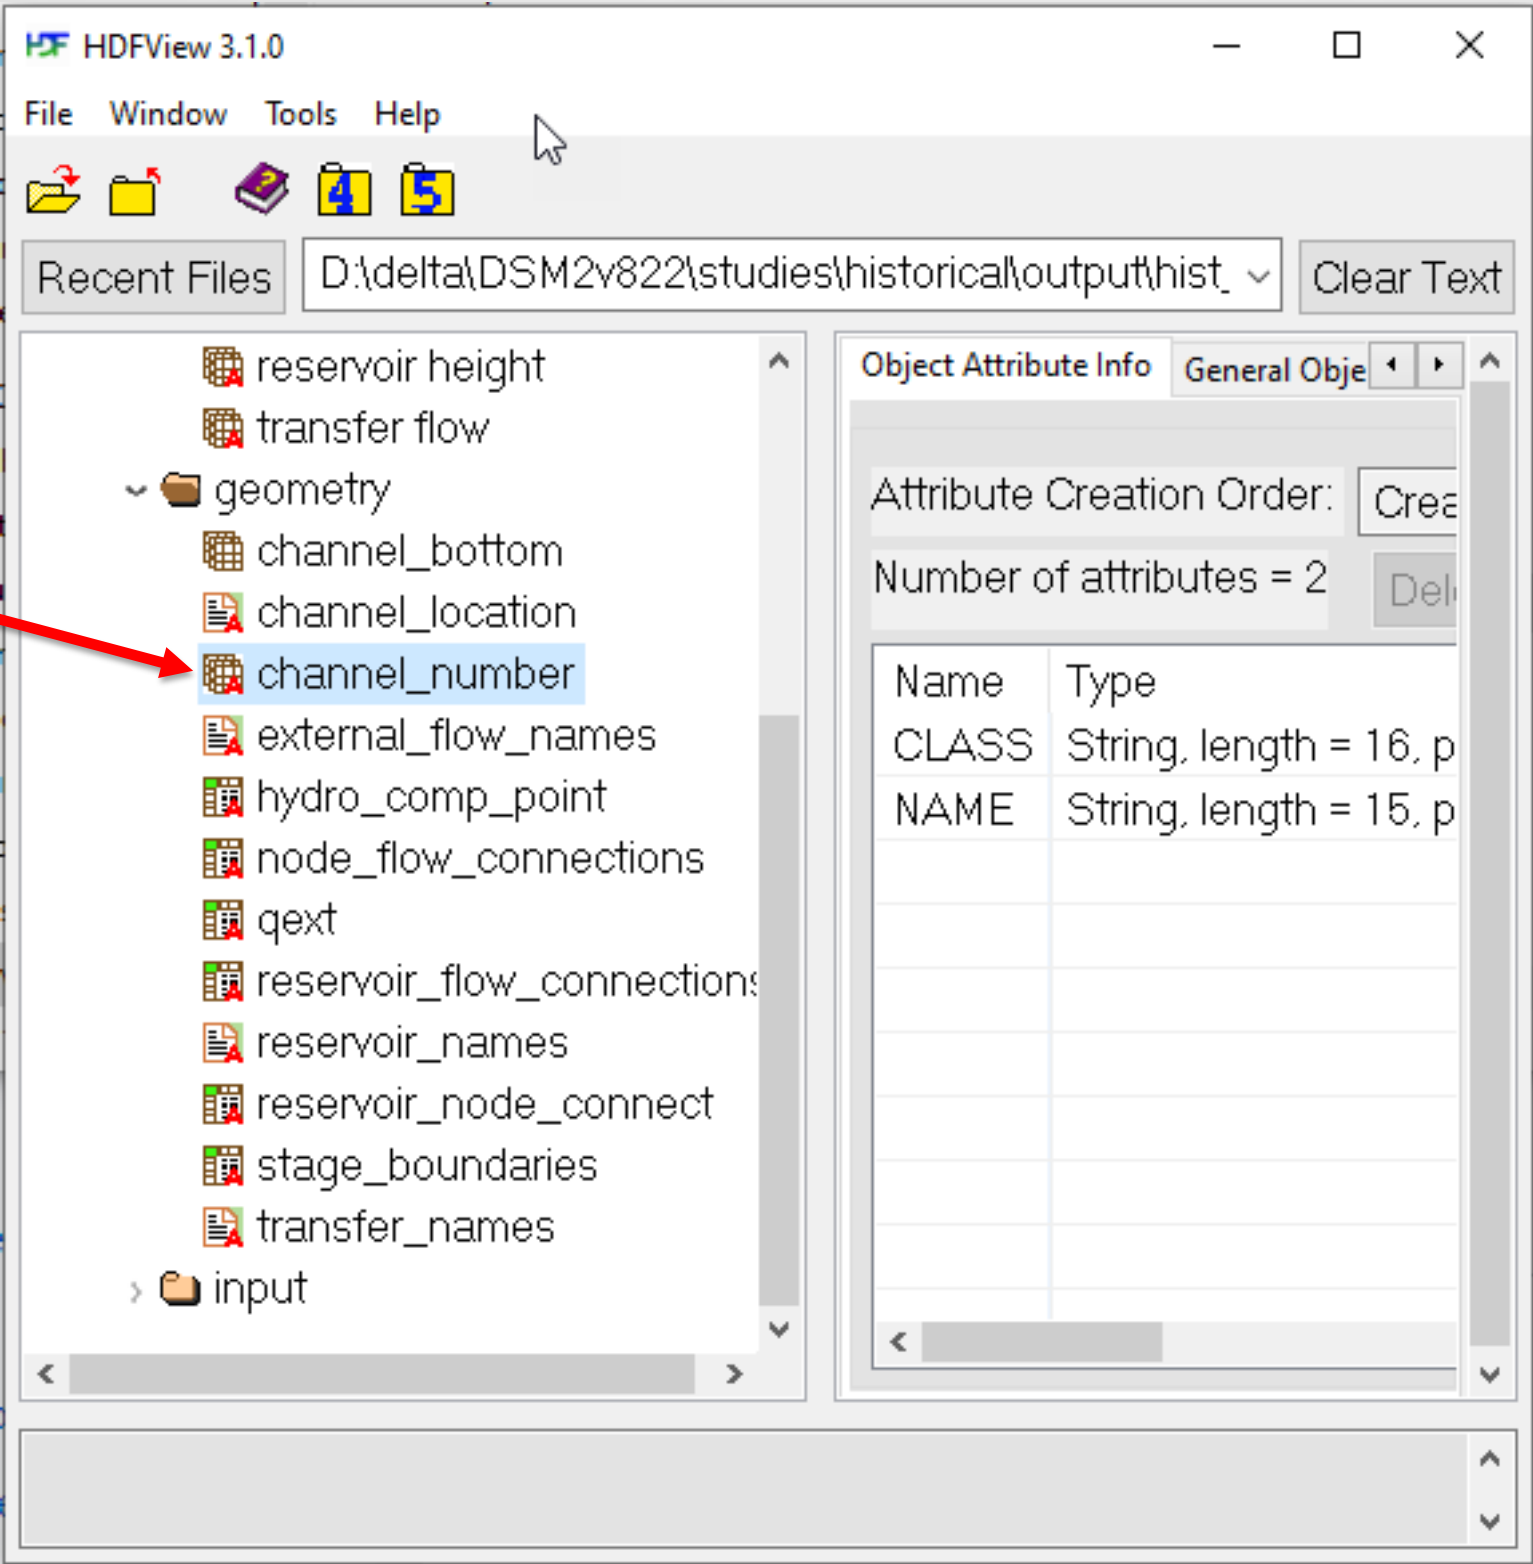 HDF HDFView 3.1.0
File Window Tools Help
? 4 5
Recent Files D:\delta\DSM2v822\studies\historical\output\hist_ Clear Text
reservoir height
transfer flow
geometry
channel_bottom
channel_location
channel_number
external_flow_names
hydro_comp_point
node_flow_connections
qext
reservoir_flow_connections
reservoir_names
reservoir_node_connect
stage_boundaries
transfer_names
input
Object Attribute Info General Obje
Attribute Creation Order: Crea
Number of attributes = 2 Del
Name Type
CLASS String, length = 16, p
NAME String, length = 15, p